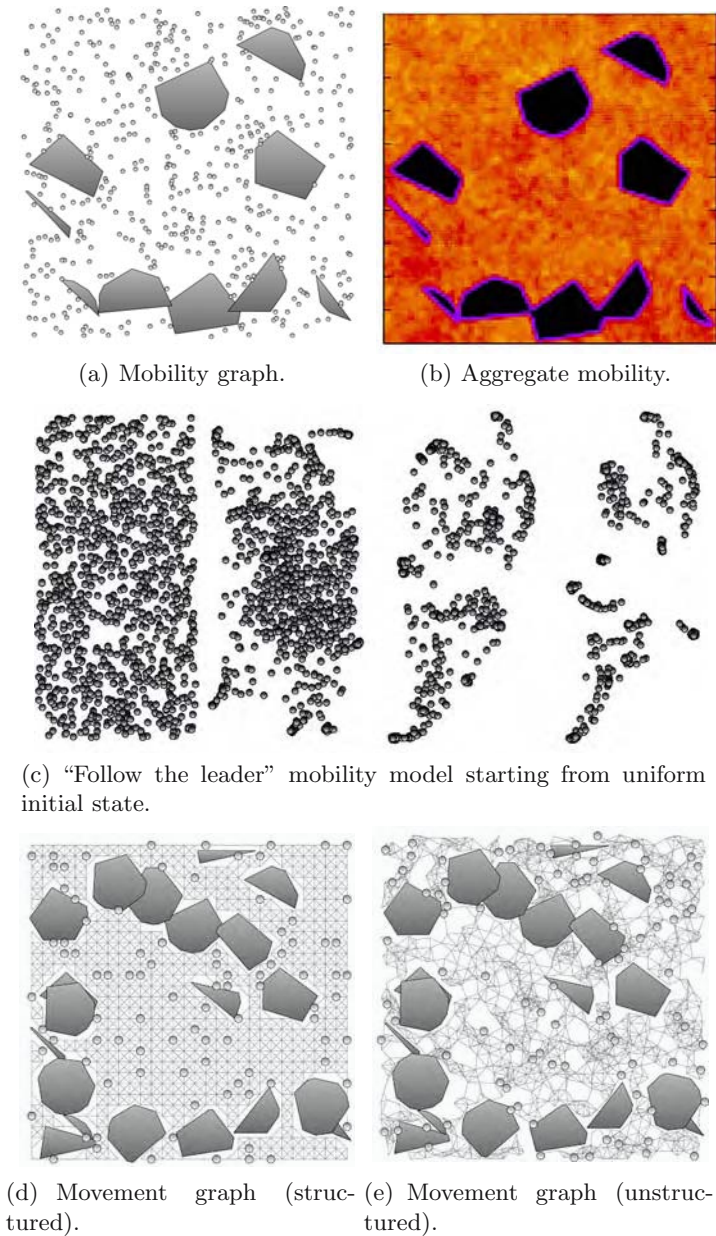 (a) Mobility graph.
(b) Aggregate mobility.
(c) “Follow the leader” mobility model starting from uniform
initial state.
(d) Movement graph (struc-
tured).
(e) Movement graph (unstruc-
tured).